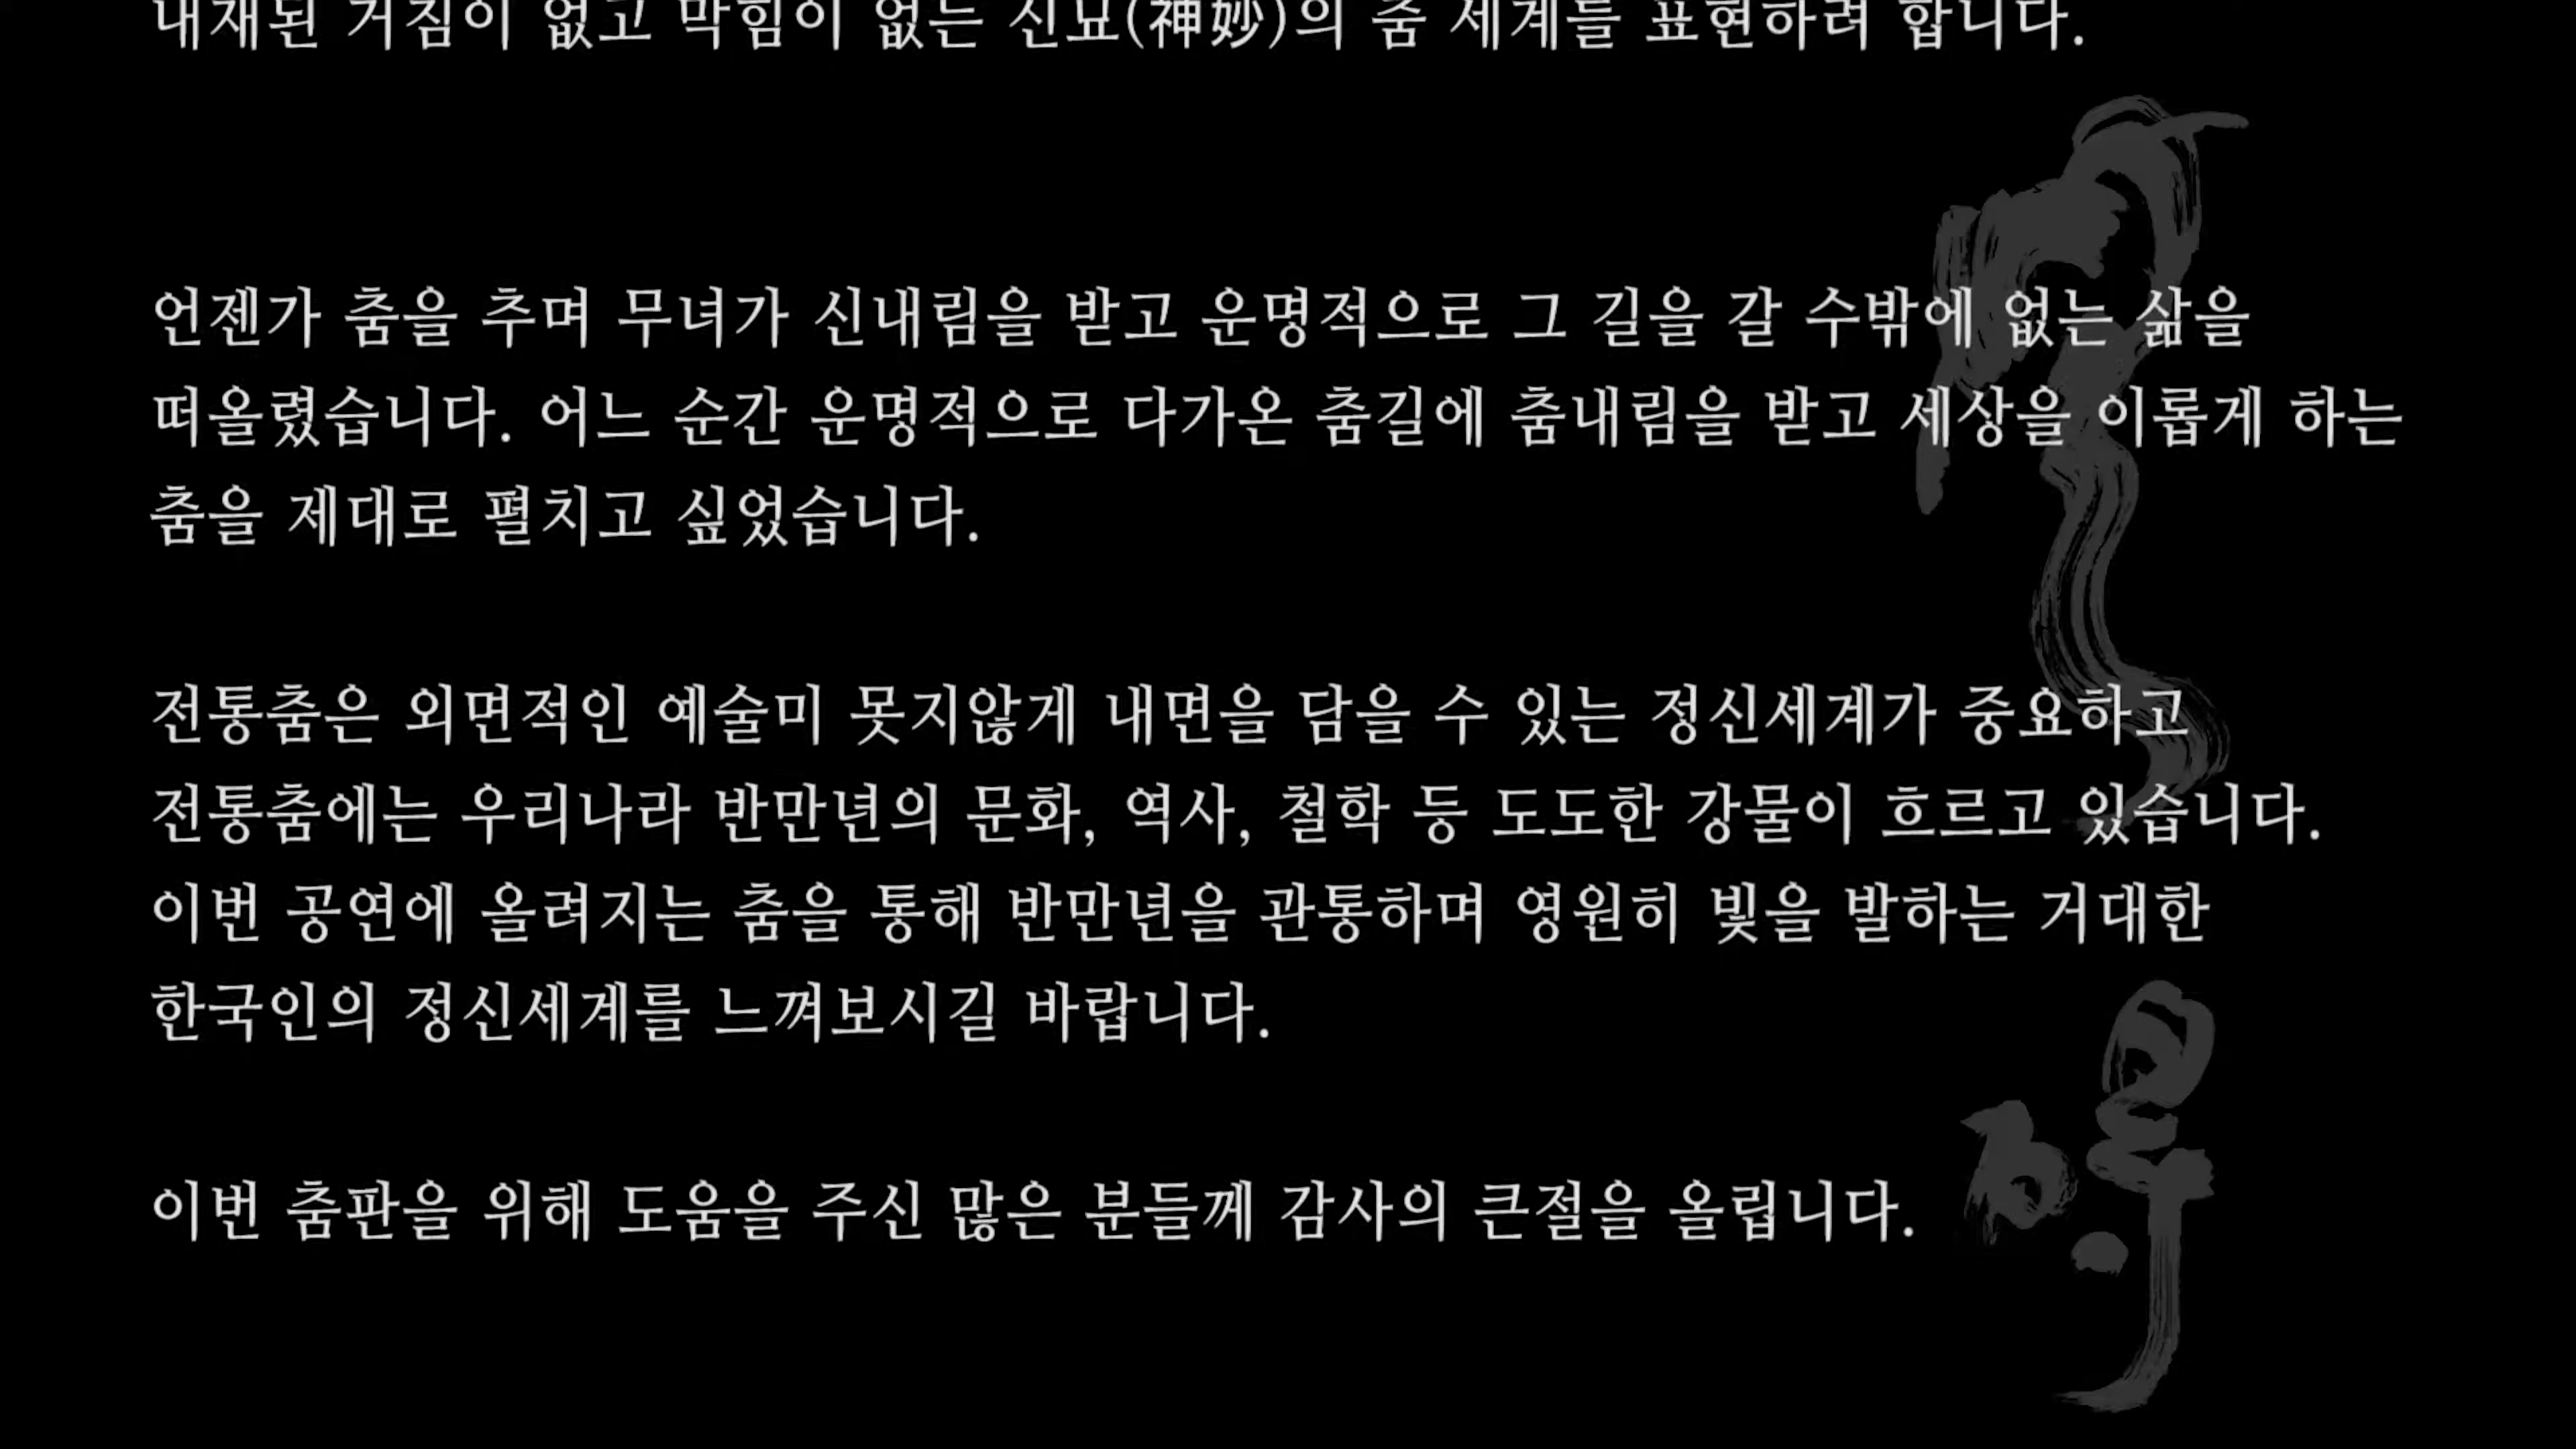 내재된 거침이 없고 막힘이 없는 신묘(神妙)의 춤 세계를 표현하려 합니다.
언젠가 춤을 추며 무녀가 신내림을 받고 운명적으로 그 길을 갈 수밖에 없는 삶을
떠올렸습니다. 어느 순간 운명적으로 다가온 춤길에 춤내림을 받고 세상을 이롭게 하는
춤을 제대로 펼치고 싶었습니다.
전통춤은 외면적인 예술미 못지않게 내면을 담을 수 있는 정신세계가 중요하고
전통춤에는 우리나라 반만년의 문화, 역사, 철학 등 도도한 강물이 흐르고 있습니다.
이번 공연에 올려지는 춤을 통해 반만년을 관통하며 영원히 빛을 발하는 거대한
한국인의 정신세계를 느껴보시길 바랍니다.
이번 춤판을 위해 도움을 주신 많은 분들께 감사의 큰절을 올립니다.